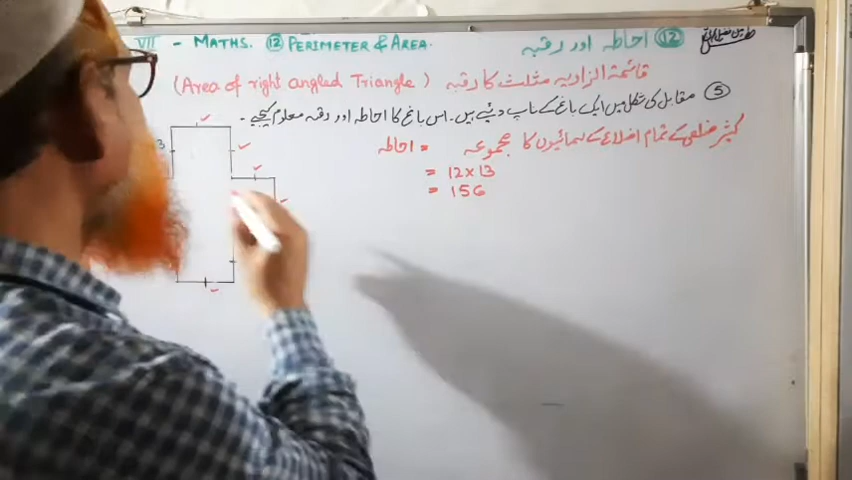 VII - MATHS. ⑫ PERIMETER & AREA.
⑫ احاطہ اور رقبہ
(Area of right angled Triangle) قائمۃ الزاویہ مثلث کا رقبہ
⑤ مقابل کی شکل میں ایک باغ کے ناپ دیئے ہیں۔ اس باغ کا احاطہ اور رقبہ معلوم کیجیے۔
کثیر ضلعی کے تمام اضلاع کے لمبائیوں کا مجموعہ = احاطہ
= 12 x 13
= 156
3